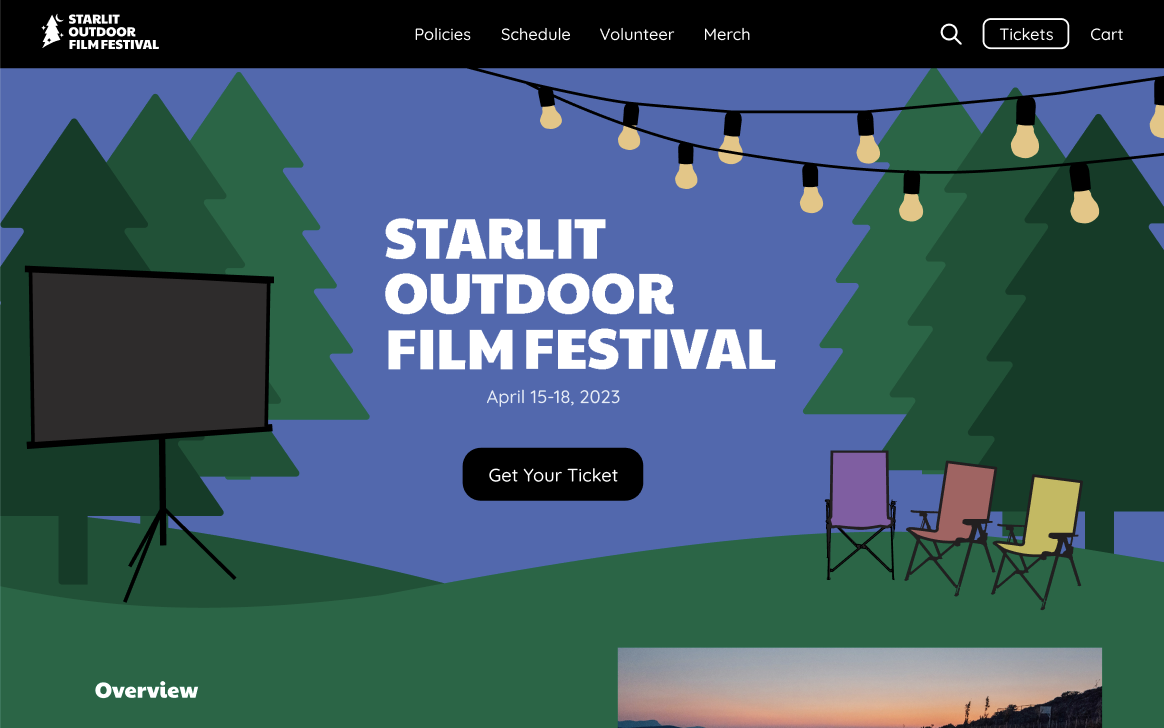 STARLIT
OUTDOOR
FILM FESTIVAL
Policies Schedule Volunteer Merch
Tickets Cart
STARLIT
OUTDOOR
FILM FESTIVAL
April 15-18, 2023
Get Your Ticket
Overview